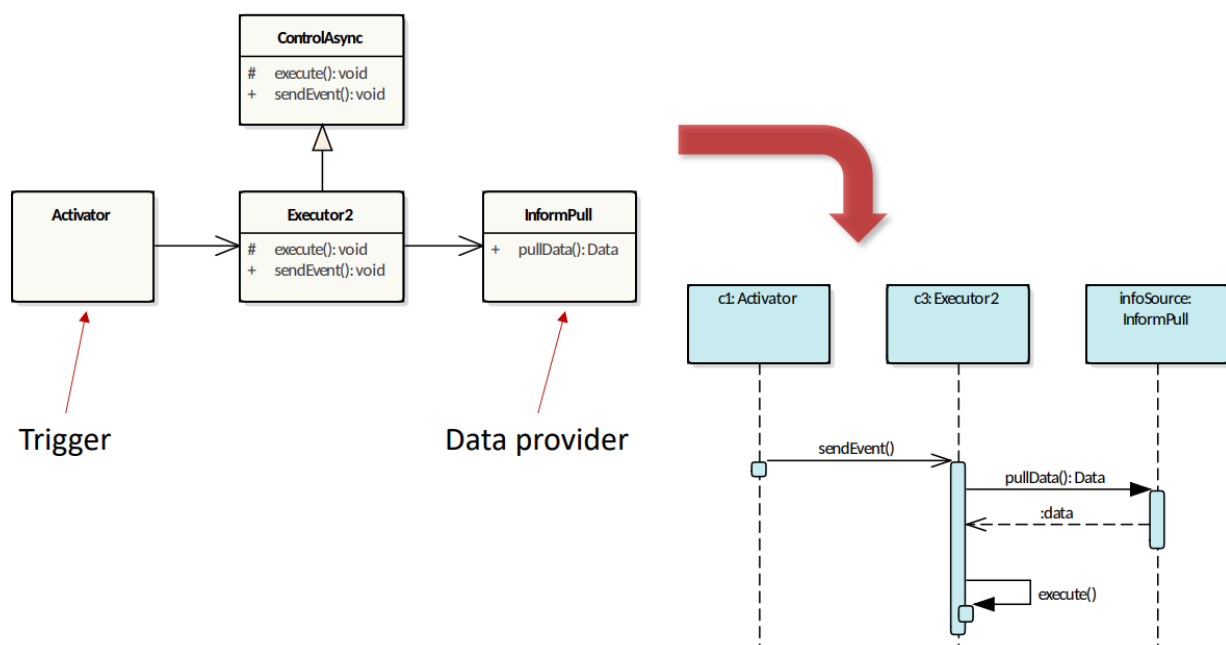 ControlAsync
# execute(): void
+ sendEvent(): void
Activator
Executor2
# execute(): void
+ sendEvent(): void
InformPull
+ pullData(): Data
Trigger
Data provider
c1: Activator
c3: Executor2
infoSource:
InformPull
sendEvent()
pullData(): Data
:data
execute()